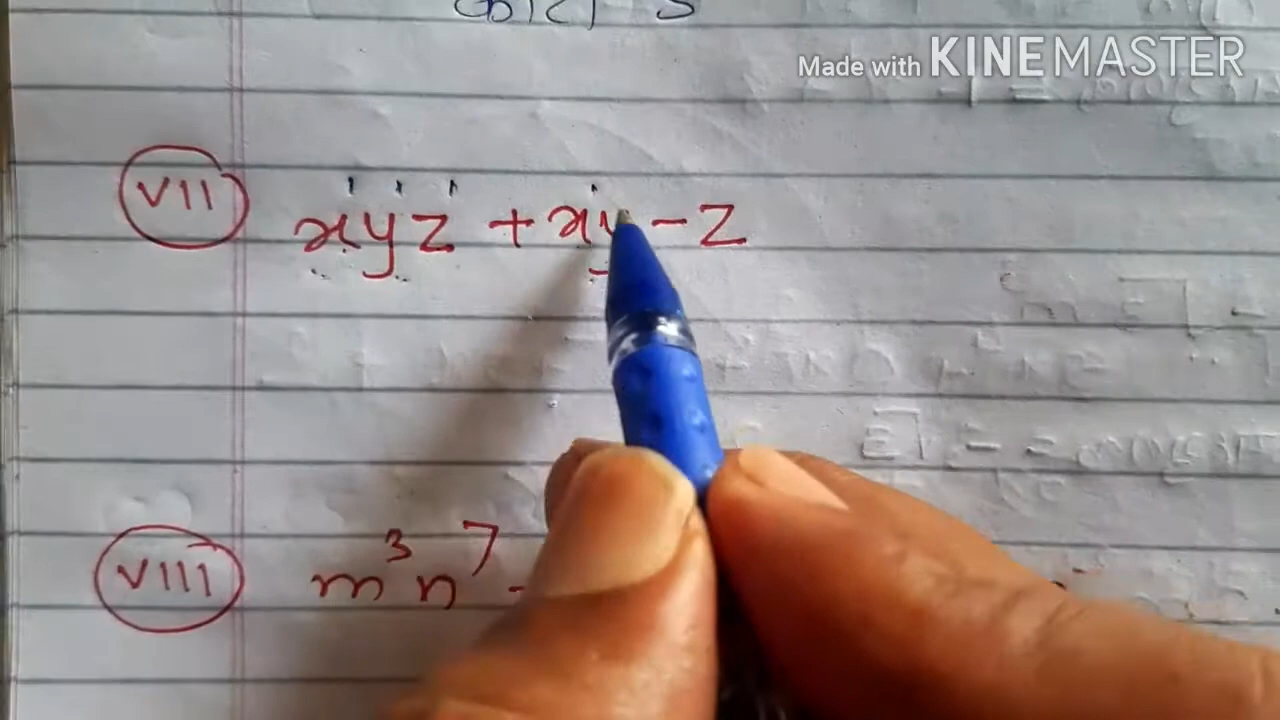 Made with KINEMASTER
VII xyz + xy - z
VIII m³n⁷ -